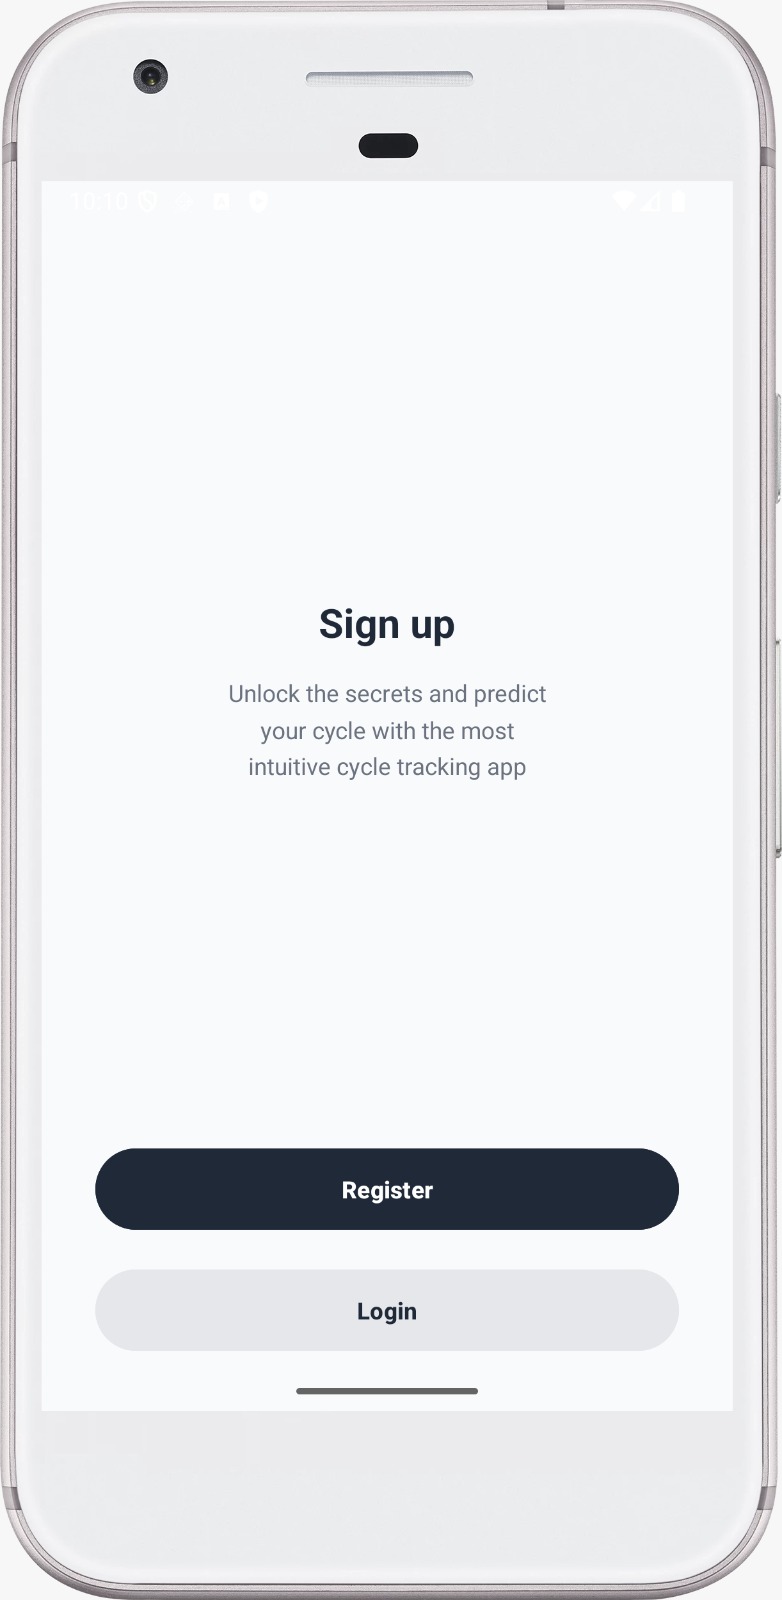 10:10
Sign up
Unlock the secrets and predict
your cycle with the most
intuitive cycle tracking app
Register
Login